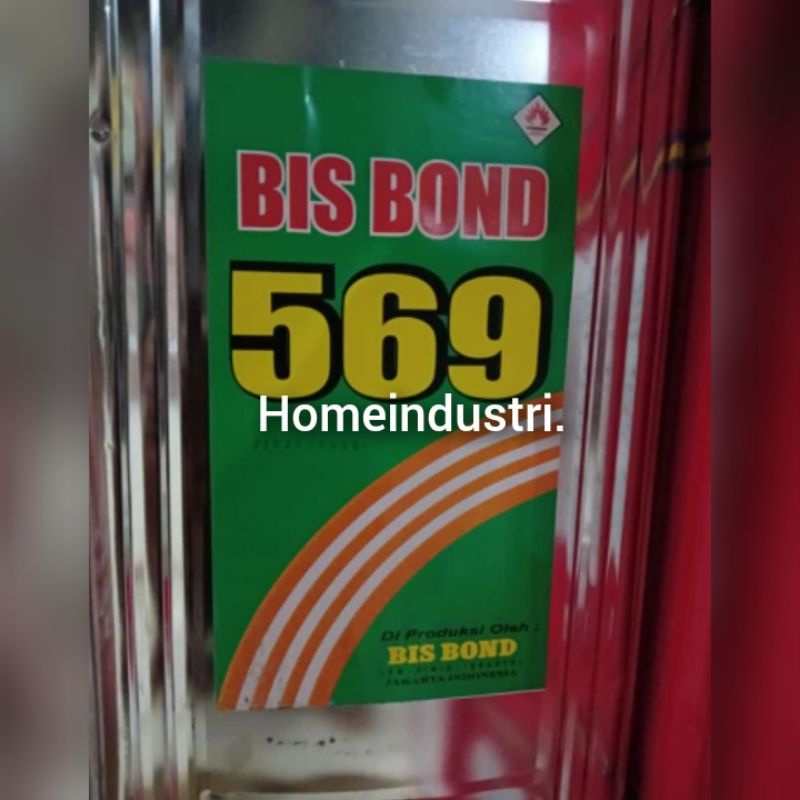 BIS BOND
569
Homeindustri.
Di Produksi Oleh :
BIS BOND
JAKARTA INDONESIA